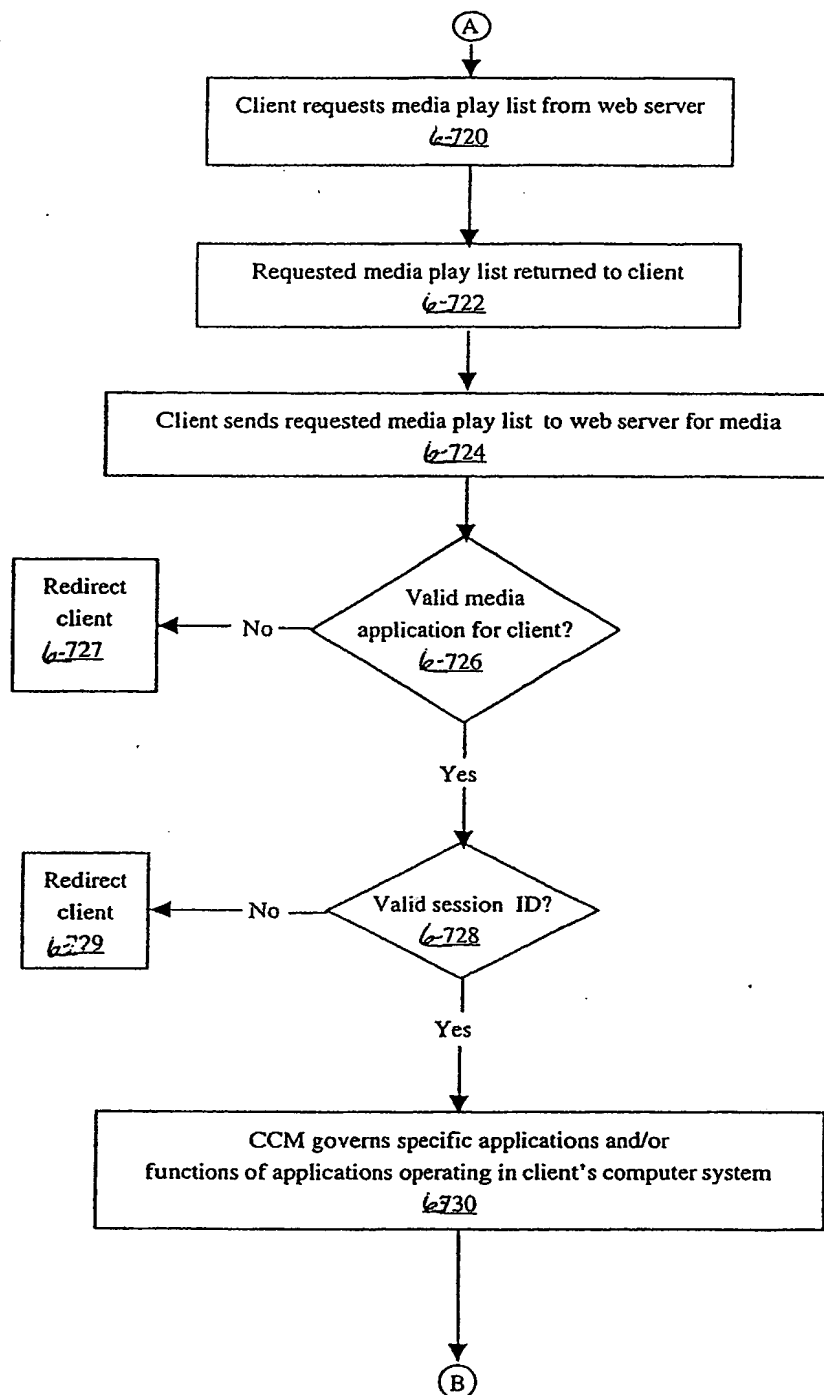 A
Client requests media play list from web server
6-720
Requested media play list returned to client
6-722
Client sends requested media play list to web server for media
6-724
Redirect
client
6-727
No
Valid media
application for client?
6-726
Yes
Redirect
client
6-729
No
Valid session ID?
6-728
Yes
CCM governs specific applications and/or
functions of applications operating in client's computer system
6-730
B